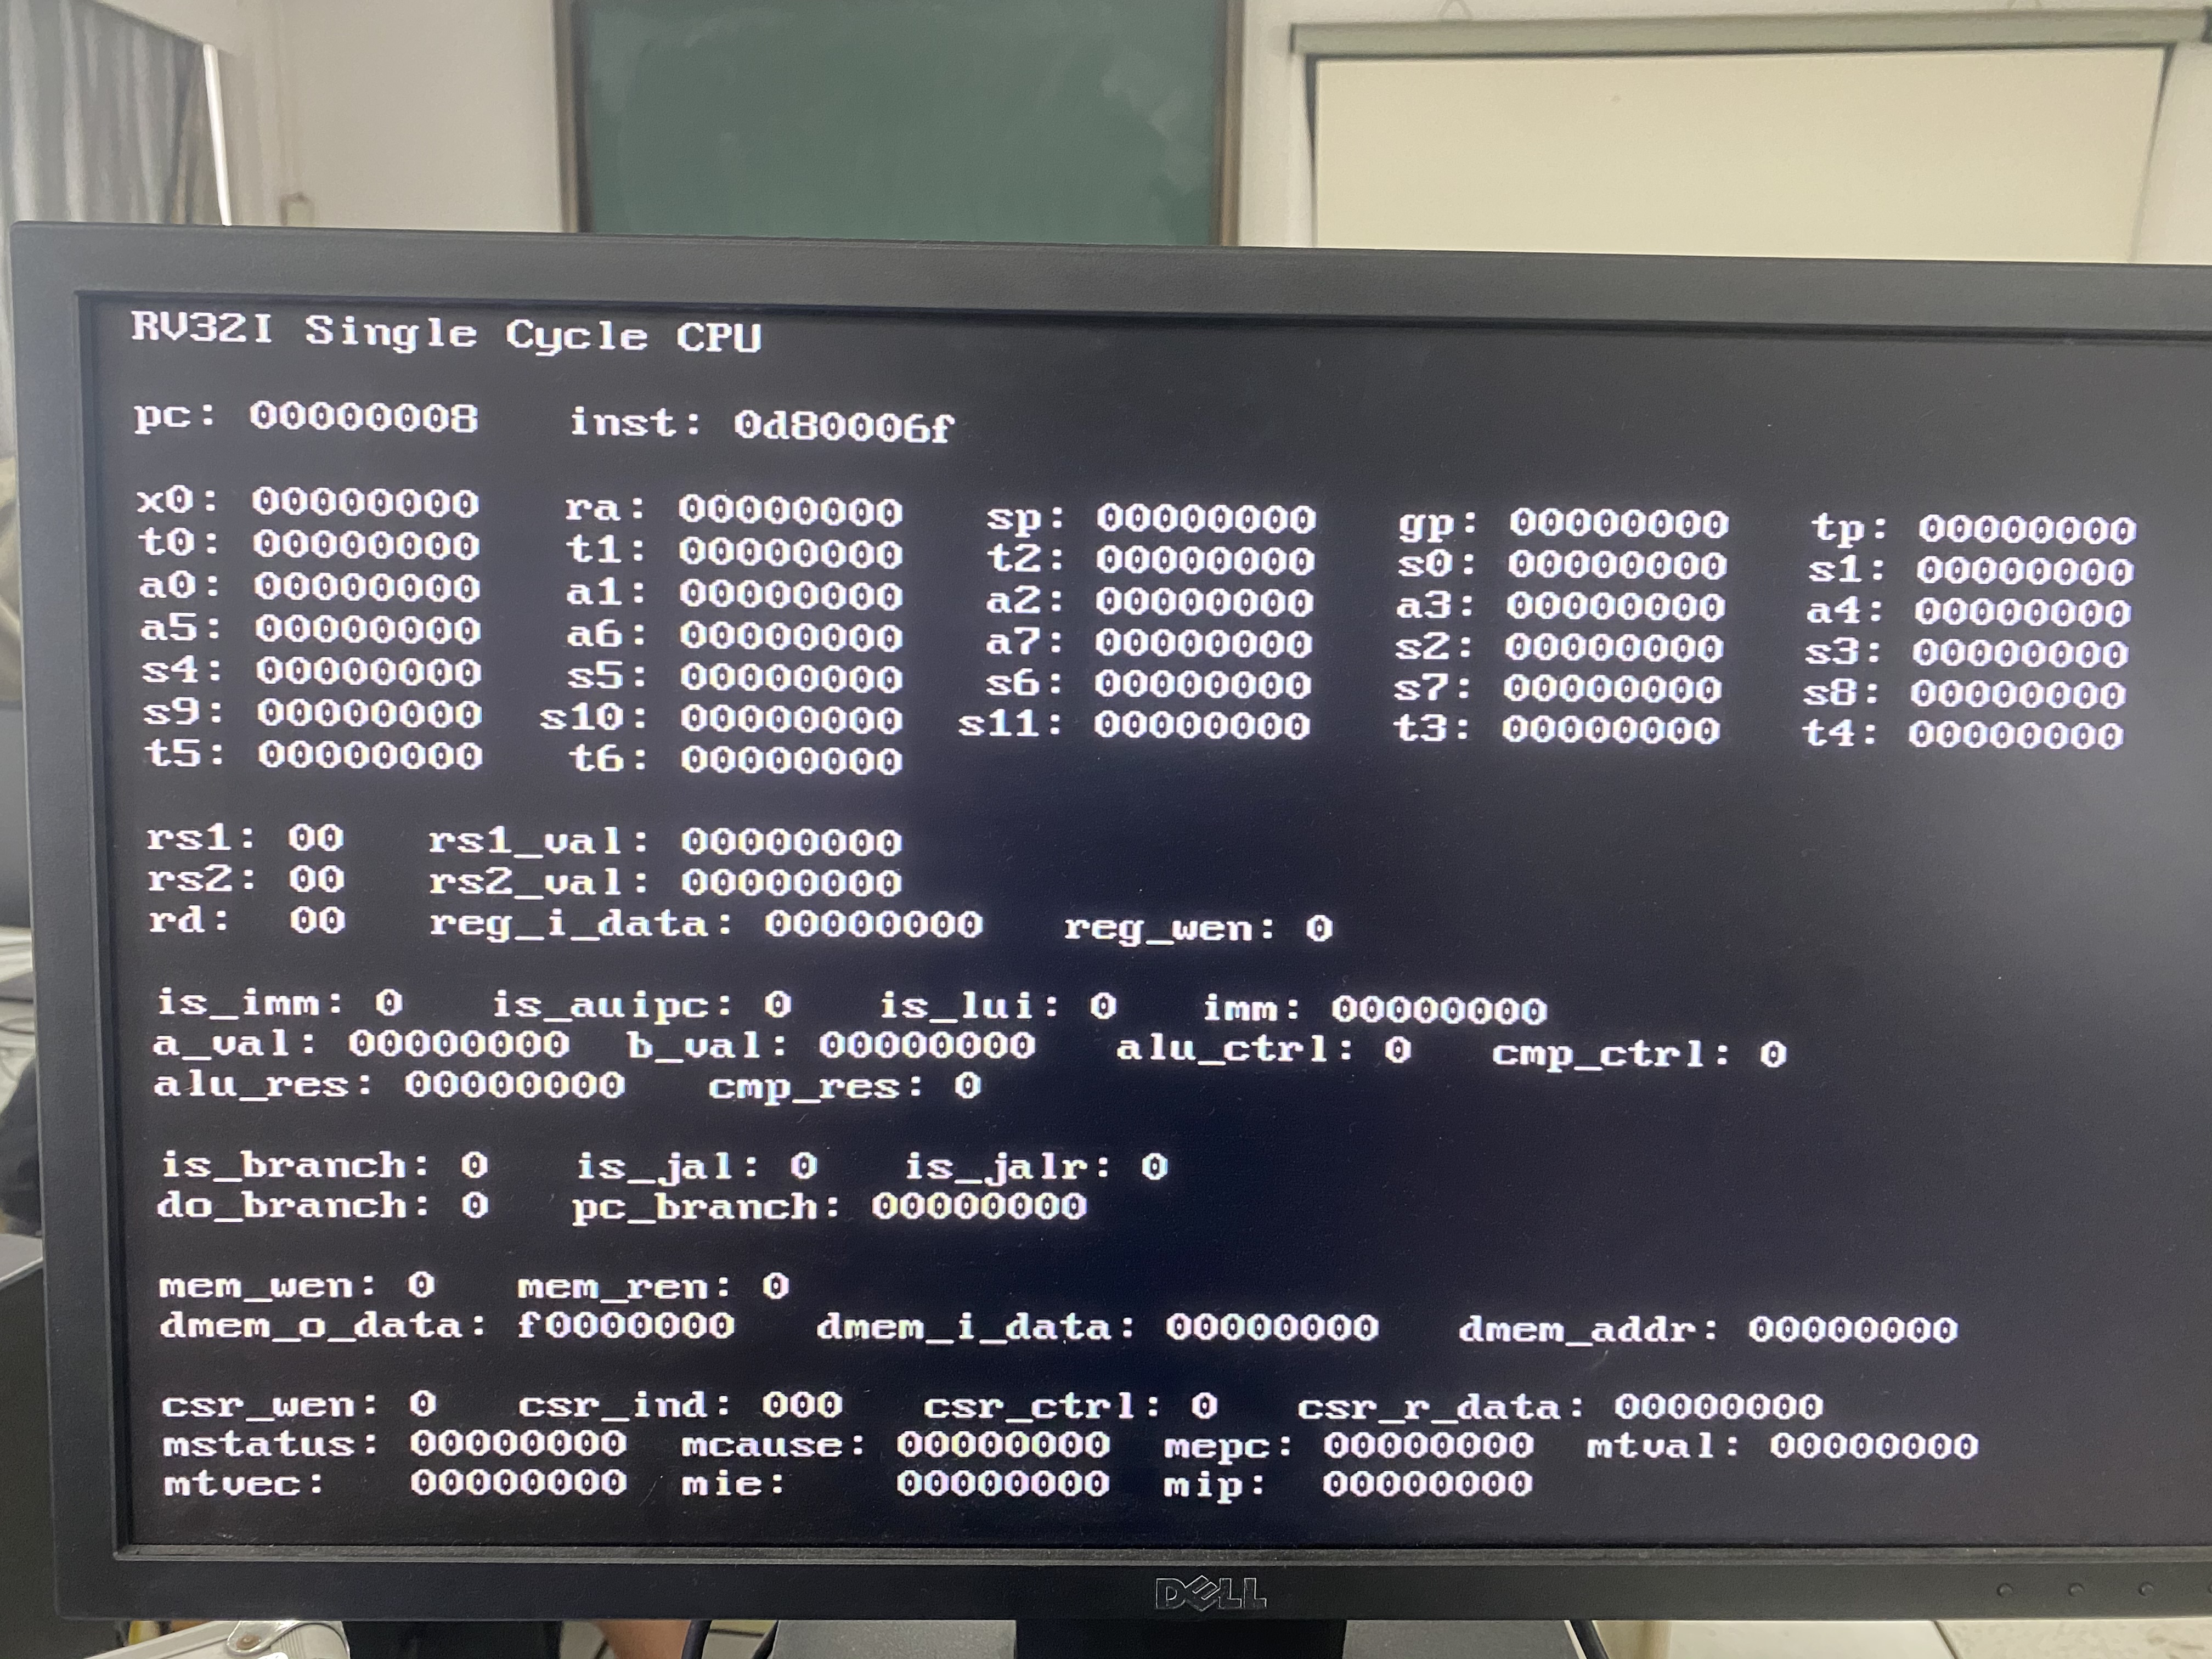 RV32I Single Cycle CPU
pc: 00000008 inst: 0d80006f
x0: 00000000 ra: 00000000 sp: 00000000 gp: 00000000 tp: 00000000
t0: 00000000 t1: 00000000 t2: 00000000 s0: 00000000 s1: 00000000
a0: 00000000 a1: 00000000 a2: 00000000 a3: 00000000 a4: 00000000
a5: 00000000 a6: 00000000 a7: 00000000 s2: 00000000 s3: 00000000
s4: 00000000 s5: 00000000 s6: 00000000 s7: 00000000 s8: 00000000
s9: 00000000 s10: 00000000 s11: 00000000 t3: 00000000 t4: 00000000
t5: 00000000 t6: 00000000
rs1: 00 rs1_val: 00000000
rs2: 00 rs2_val: 00000000
rd: 00 reg_i_data: 00000000 reg_wen: 0
is_imm: 0 is_auipc: 0 is_lui: 0 imm: 00000000
a_val: 00000000 b_val: 00000000 alu_ctrl: 0 cmp_ctrl: 0
alu_res: 00000000 cmp_res: 0
is_branch: 0 is_jal: 0 is_jalr: 0
do_branch: 0 pc_branch: 00000000
mem_wen: 0 mem_ren: 0
dmem_o_data: f0000000 dmem_i_data: 00000000 dmem_addr: 00000000
csr_wen: 0 csr_ind: 000 csr_ctrl: 0 csr_r_data: 00000000
mstatus: 00000000 mcause: 00000000 mepc: 00000000 mtval: 00000000
mtvec: 00000000 mie: 00000000 mip: 00000000
DELL